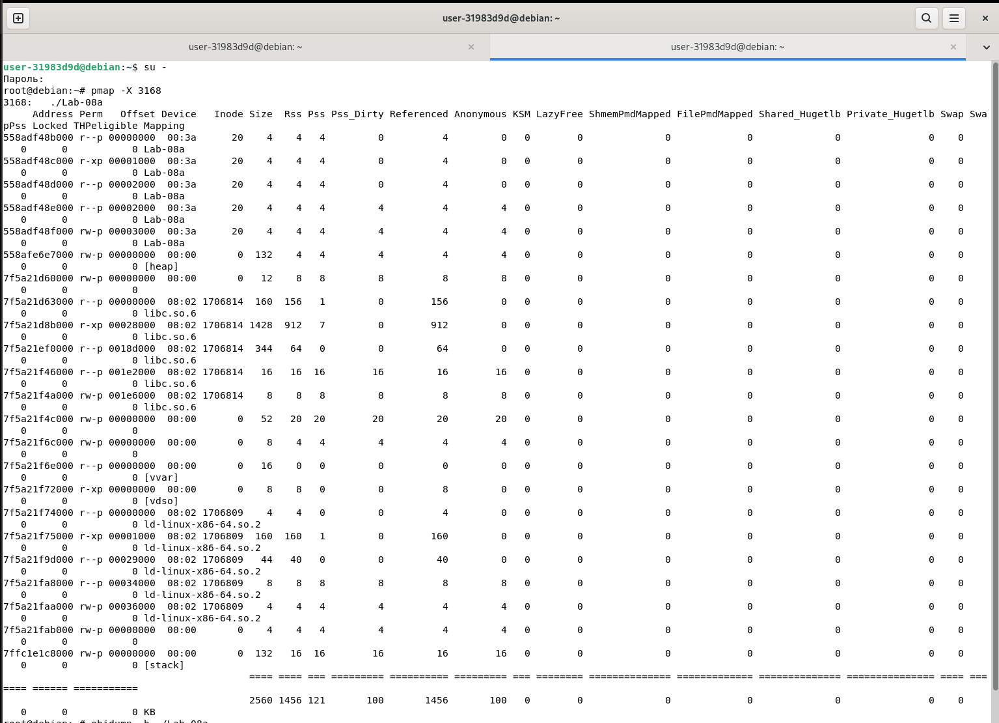 user-31983d9d@debian: ~
user-31983d9d@debian: ~
user-31983d9d@debian: ~
user-31983d9d@debian:~$ su -
Пароль:
root@debian:~# pmap -X 3168
3168:   ./Lab-08a
     Address Perm   Offset Device   Inode Size  Rss Pss Pss_Dirty Referenced Anonymous KSM LazyFree ShmemPmdMapped FilePmdMapped Shared_Hugetlb Private_Hugetlb Swap Swa
pPss Locked THPeligible Mapping
558adf48b000 r--p 00000000  00:3a      20    4    4   4         0          4         0   0        0              0             0              0               0    0
   0      0           0 Lab-08a
558adf48c000 r-xp 00001000  00:3a      20    4    4   4         0          4         0   0        0              0             0              0               0    0
   0      0           0 Lab-08a
558adf48d000 r--p 00002000  00:3a      20    4    4   4         0          4         0   0        0              0             0              0               0    0
   0      0           0 Lab-08a
558adf48e000 r--p 00002000  00:3a      20    4    4   4         4          4         4   0        0              0             0              0               0    0
   0      0           0 Lab-08a
558adf48f000 rw-p 00003000  00:3a      20    4    4   4         4          4         4   0        0              0             0              0               0    0
   0      0           0 Lab-08a
558afe6e7000 rw-p 00000000  00:00       0  132    4   4         4          4         4   0        0              0             0              0               0    0
   0      0           0 [heap]
7f5a21d60000 rw-p 00000000  00:00       0   12    8   8         8          8         8   0        0              0             0              0               0    0
   0      0           0
7f5a21d63000 r--p 00000000  08:02 1706814  160  156   1         0        156         0   0        0              0             0              0               0    0
   0      0           0 libc.so.6
7f5a21d8b000 r-xp 00028000  08:02 1706814 1428  912   7         0        912         0   0        0              0             0              0               0    0
   0      0           0 libc.so.6
7f5a21ef0000 r--p 0018d000  08:02 1706814  344   64   0         0         64         0   0        0              0             0              0               0    0
   0      0           0 libc.so.6
7f5a21f46000 r--p 001e2000  08:02 1706814   16   16  16        16         16        16   0        0              0             0              0               0    0
   0      0           0 libc.so.6
7f5a21f4a000 rw-p 001e6000  08:02 1706814    8    8   8         8          8         8   0        0              0             0              0               0    0
   0      0           0 libc.so.6
7f5a21f4c000 rw-p 00000000  00:00       0   52   20  20        20         20        20   0        0              0             0              0               0    0
   0      0           0
7f5a21f6c000 rw-p 00000000  00:00       0    8    4   4         4          4         4   0        0              0             0              0               0    0
   0      0           0
7f5a21f6e000 r--p 00000000  00:00       0   16    0   0         0          0         0   0        0              0             0              0               0    0
   0      0           0 [vvar]
7f5a21f72000 r-xp 00000000  00:00       0    8    8   0         0          8         0   0        0              0             0              0               0    0
   0      0           0 [vdso]
7f5a21f74000 r--p 00000000  08:02 1706809    4    4   0         0          4         0   0        0              0             0              0               0    0
   0      0           0 ld-linux-x86-64.so.2
7f5a21f75000 r-xp 00001000  08:02 1706809  160  160   1         0        160         0   0        0              0             0              0               0    0
   0      0           0 ld-linux-x86-64.so.2
7f5a21f9d000 r--p 00029000  08:02 1706809   44   40   0         0         40         0   0        0              0             0              0               0    0
   0      0           0 ld-linux-x86-64.so.2
7f5a21fa8000 r--p 00034000  08:02 1706809    8    8   8         8          8         8   0        0              0             0              0               0    0
   0      0           0 ld-linux-x86-64.so.2
7f5a21faa000 rw-p 00036000  08:02 1706809    4    4   4         4          4         4   0        0              0             0              0               0    0
   0      0           0 ld-linux-x86-64.so.2
7f5a21fab000 rw-p 00000000  00:00       0    4    4   4         4          4         4   0        0              0             0              0               0    0
   0      0           0
7ffc1e1c8000 rw-p 00000000  00:00       0  132   16  16        16         16        16   0        0              0             0              0               0    0
   0      0           0 [stack]
                                          ==== ==== === ========= ========== ========= === ======== ============== ============= ============== =============== ==== ===
==== ====== ===========
                                          2560 1456 121       100       1456       100   0        0              0             0              0               0    0
   0      0           0 KB
root@debian:~# objdump -h ./Lab-08a